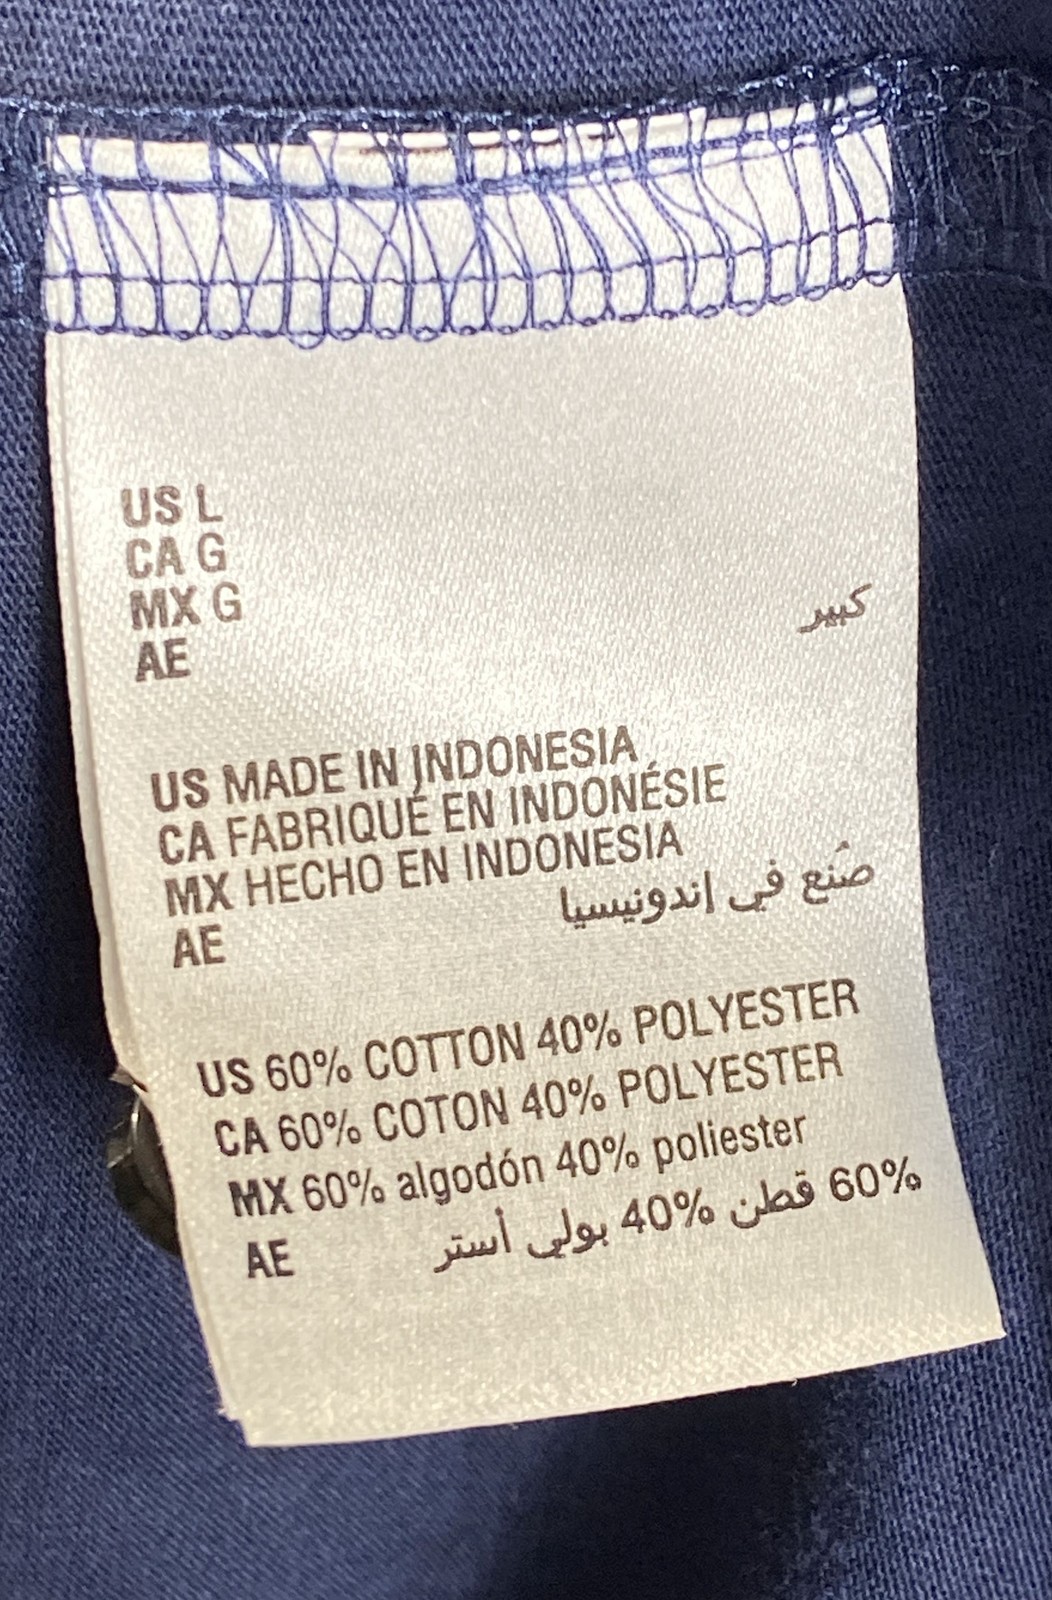 US L
CA G
MX G
AE كبير
US MADE IN INDONESIA
CA FABRIQUÉ EN INDONÉSIE
MX HECHO EN INDONESIA
AE صُنع في إندونيسيا
US 60% COTTON 40% POLYESTER
CA 60% COTON 40% POLYESTER
MX 60% algodón 40% poliester
AE 60% قطن 40% بولي أستر